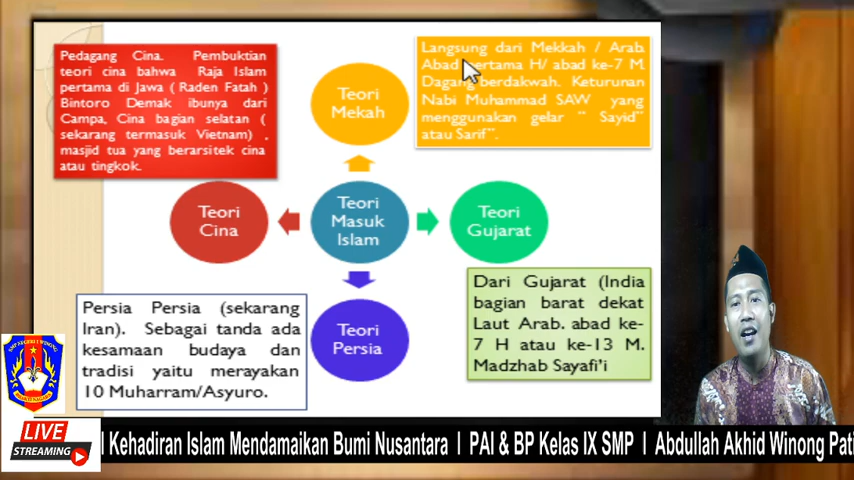 Pedagang Cina. Pembuktian
teori cina bahwa Raja Islam
pertama di Jawa ( Raden Fatah )
Bintoro Demak ibunya dari
Campa, Cina bagian selatan (
sekarang termasuk Vietnam) ,
masjid tua yang berarsitek cina
atau tingkok.
Teori
Mekah
Langsung dari Mekkah / Arab
Abad pertama H/ abad ke-7 M
Dagang berdakwah. Keturunan
Nabi Muhammad SAW yang
menggunakan gelar " Sayid"
atau Sarif".
Teori
Cina
Teori
Masuk
Islam
Teori
Gujarat
Persia Persia (sekarang
Iran). Sebagai tanda ada
kesamaan budaya dan
tradisi yaitu merayakan
10 Muharram/Asyuro.
Teori
Persia
Dari Gujarat (India
bagian barat dekat
Laut Arab. abad ke-
7 H atau ke-13 M.
Madzhab Sayafi'i
SMP NEGERI 1 WINONG
LIVE
STREAMING
I Kehadiran Islam Mendamaikan Bumi Nusantara I PAI & BP Kelas IX SMP I Abdullah Akhid Winong Pati